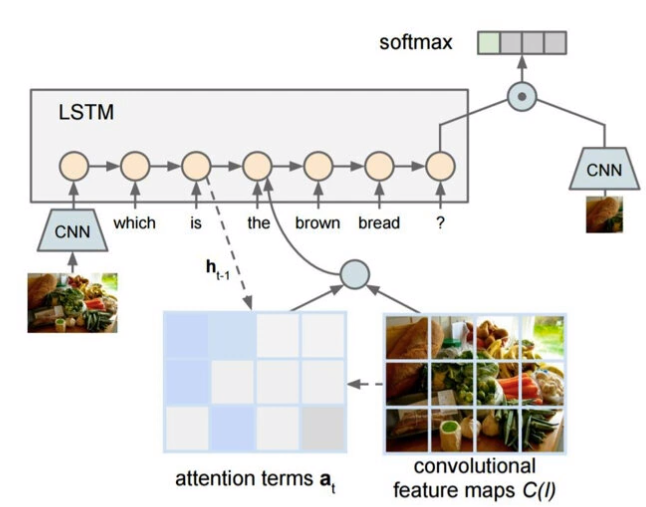 softmax
LSTM
CNN
CNN
which is the brown bread ?
h t-1
attention terms a t
convolutional
feature maps C(I)